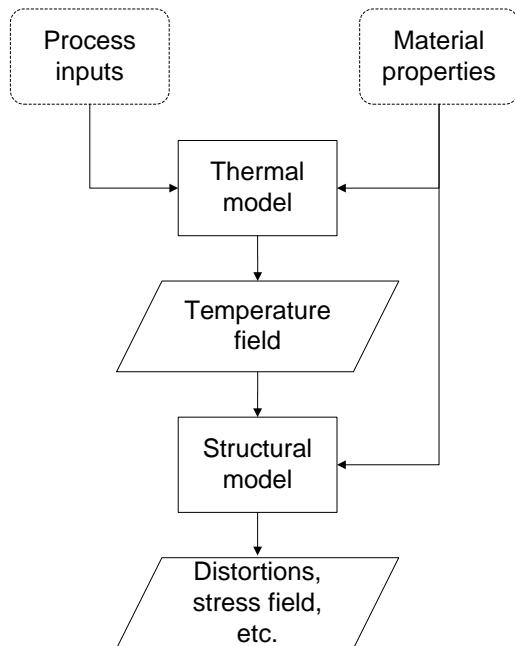 Process
inputs
Material
properties
Thermal
model
Temperature
field
Structural
model
Distortions,
stress field,
etc.